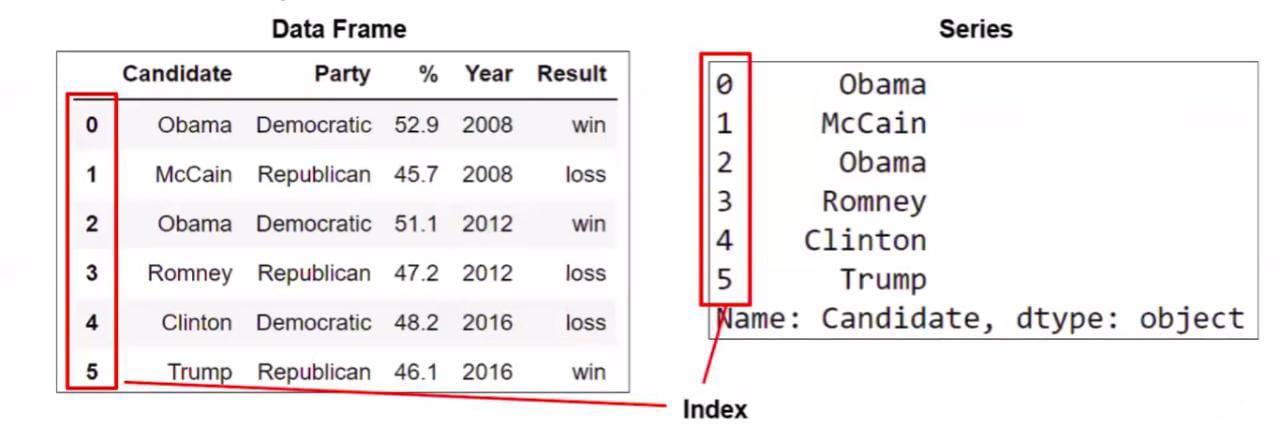 Data Frame
Candidate Party % Year Result
0 Obama Democratic 52.9 2008 win
1 McCain Republican 45.7 2008 loss
2 Obama Democratic 51.1 2012 win
3 Romney Republican 47.2 2012 loss
4 Clinton Democratic 48.2 2016 loss
5 Trump Republican 46.1 2016 win
Series
0 Obama
1 McCain
2 Obama
3 Romney
4 Clinton
5 Trump
Name: Candidate, dtype: object
Index